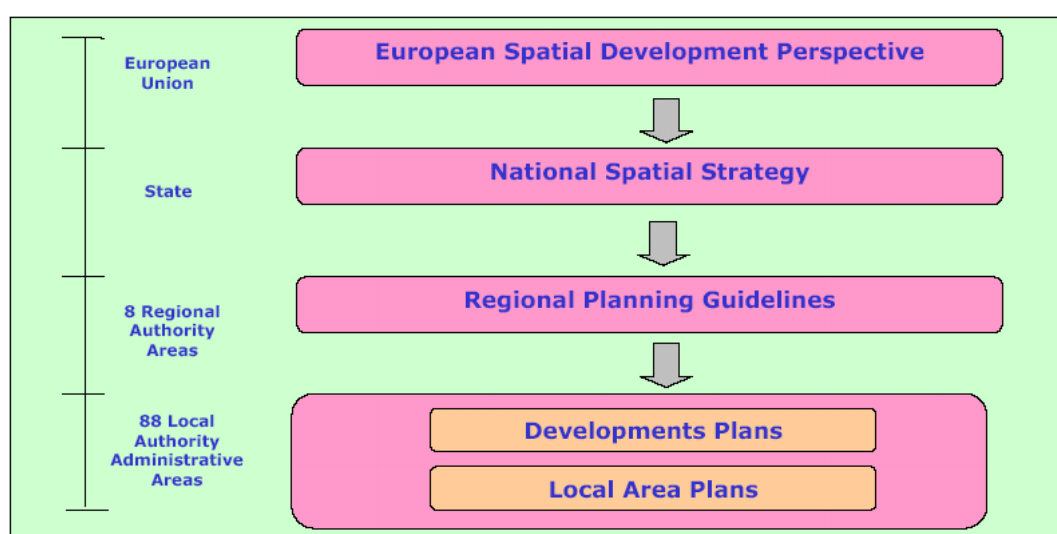 European
Union
European Spatial Development Perspective
State
National Spatial Strategy
8 Regional
Authority
Areas
Regional Planning Guidelines
88 Local
Authority
Administrative
Areas
Developments Plans
Local Area Plans